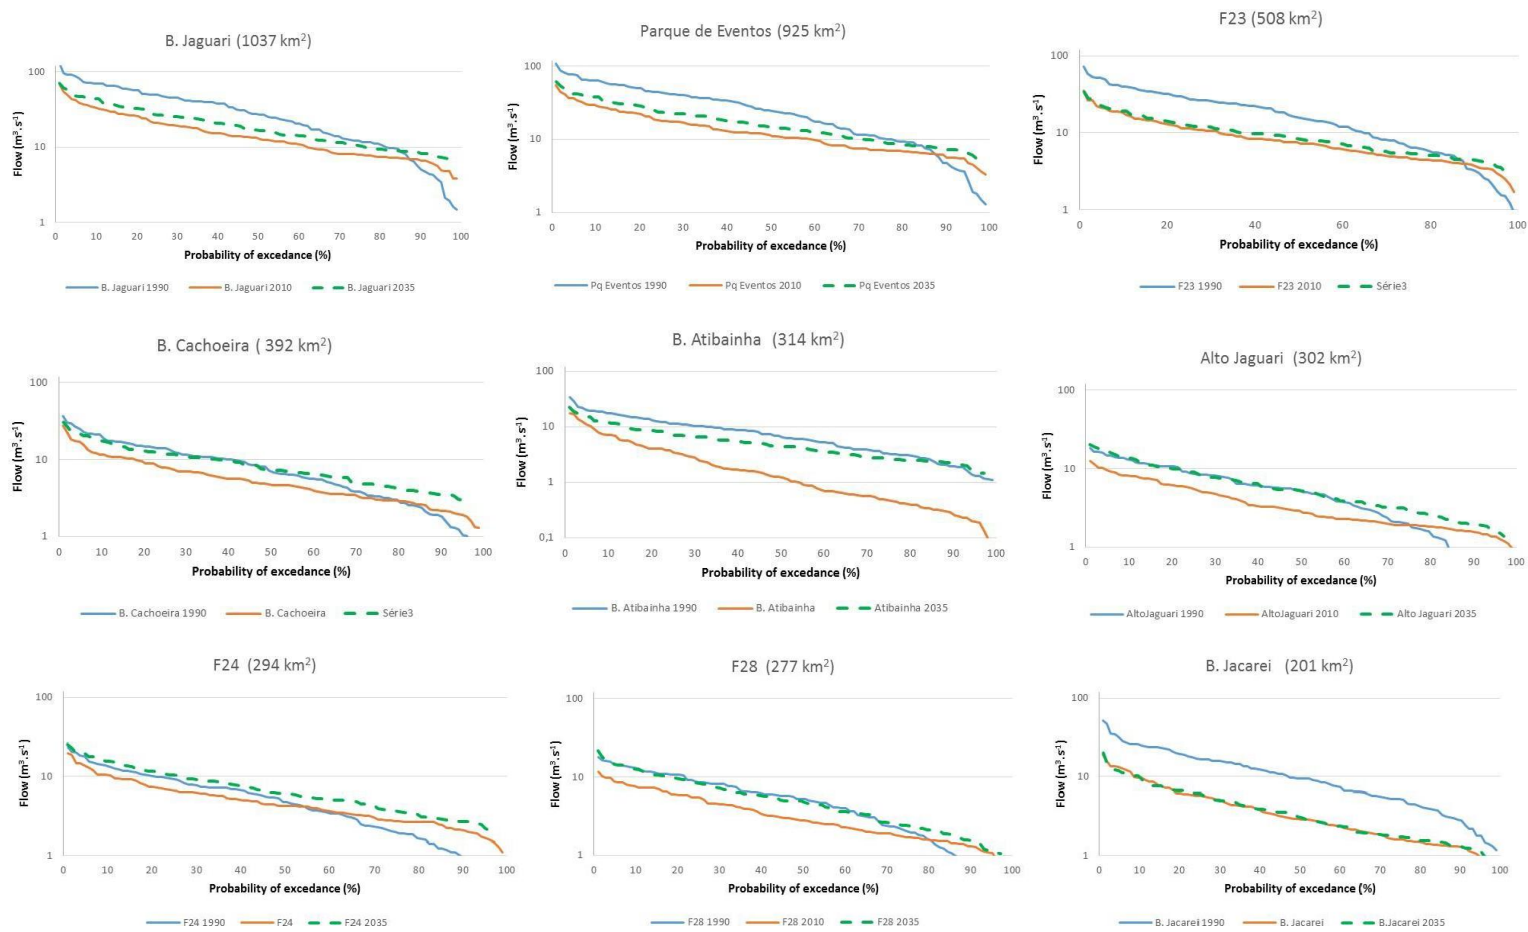 B. Jaguari (1037 km²)
Flow (m³.s⁻¹)
100
10
1
0 10 20 30 40 50 60 70 80 90 100
Probability of excedance (%)
B. Jaguari 1990 B. Jaguari 2010 B. Jaguari 2035
Parque de Eventos (925 km²)
Flow (m³.s⁻¹)
100
10
1
0 10 20 30 40 50 60 70 80 90 100
Probability of excedance (%)
Pq Eventos 1990 Pq Eventos 2010 Pq Eventos 2035
F23 (508 km²)
Flow (m³.s⁻¹)
100
10
1
0 20 40 60 80 100
Probability of excedance (%)
F23 1990 F23 2010 Série3
B. Cachoeira ( 392 km²)
Flow (m³.s⁻¹)
100
10
1
0 10 20 30 40 50 60 70 80 90 100
Probability of excedance (%)
B. Cachoeira 1990 B. Cachoeira Série3
B. Atibainha (314 km²)
Flow (m³.s⁻¹)
100
10
1
0,1
0 10 20 30 40 50 60 70 80 90 100
Probability of excedance (%)
B. Atibainha 1990 B. Atibainha Atibainha 2035
Alto Jaguari (302 km²)
Flow (m³.s⁻¹)
100
10
1
0 10 20 30 40 50 60 70 80 90 100
Probability of excedance (%)
AltoJaguari 1990 AltoJaguari 2010 Alto Jaguari 2035
F24 (294 km²)
Flow (m³.s⁻¹)
100
10
1
0 10 20 30 40 50 60 70 80 90 100
Probability of excedance (%)
F24 1990 F24 F24 2035
F28 (277 km²)
Flow (m³.s⁻¹)
100
10
1
0 10 20 30 40 50 60 70 80 90 100
Probability of excedance (%)
F28 1990 F28 2010 F28 2035
B. Jacarei (201 km²)
Flow (m³.s⁻¹)
100
10
1
0 10 20 30 40 50 60 70 80 90 100
Probability of excedance (%)
B. Jacarei 1990 B. Jacarei B.Jacarei 2035